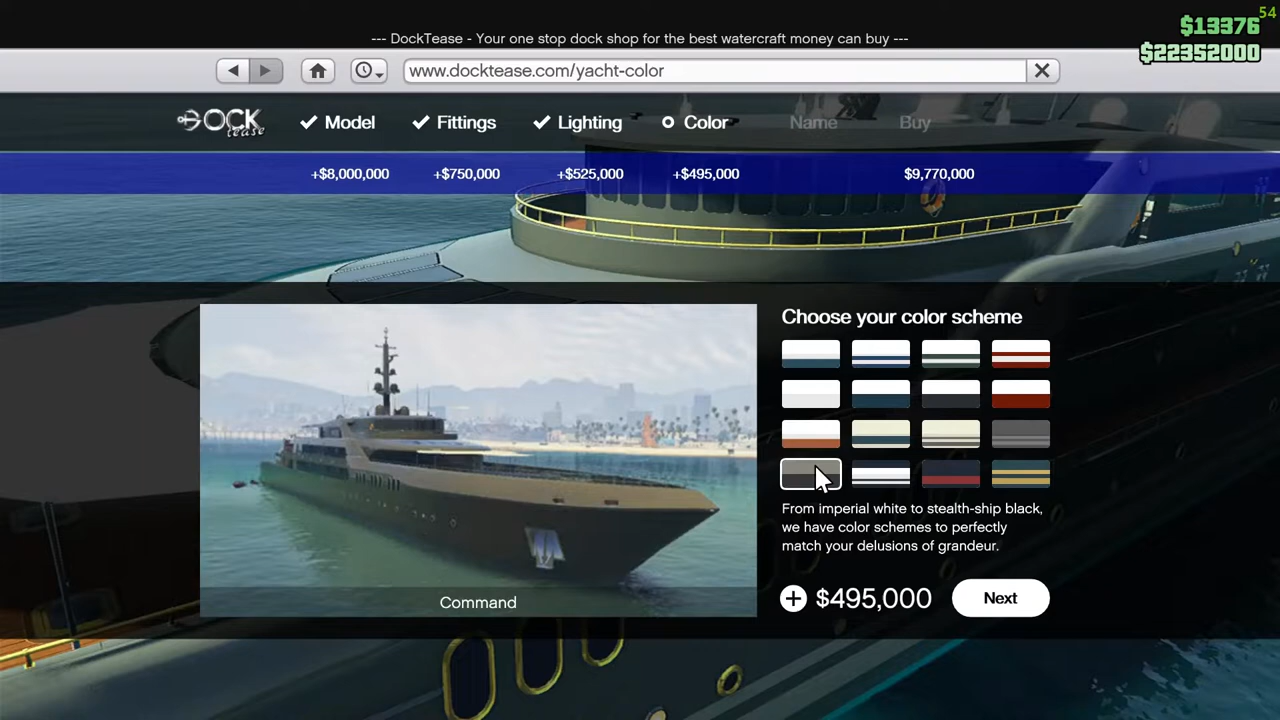 54
$13376
--- DockTease - Your one stop dock shop for the best watercraft money can buy ---
$22352000
www.docktease.com/yacht-color
DOCK
tease
Model
Fittings
Lighting
Color
Name
Buy
+$8,000,000
+$750,000
+$525,000
+$495,000
$9,770,000
Choose your color scheme
From imperial white to stealth-ship black,
we have color schemes to perfectly
match your delusions of grandeur.
Command
$495,000
Next